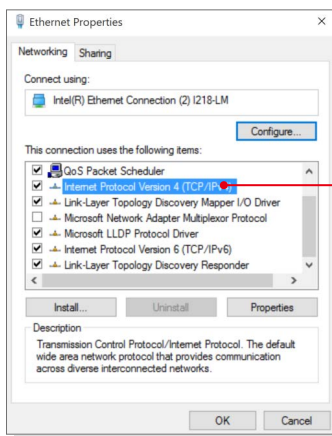 Ethernet Properties
Networking Sharing
Connect using:
Intel(R) Ethernet Connection (2) I218-LM
Configure...
This connection uses the following items:
QoS Packet Scheduler
Internet Protocol Version 4 (TCP/IPv4)
Link-Layer Topology Discovery Mapper I/O Driver
Microsoft Network Adapter Multiplexor Protocol
Microsoft LLDP Protocol Driver
Internet Protocol Version 6 (TCP/IPv6)
Link-Layer Topology Discovery Responder
Install... Uninstall Properties
Description
Transmission Control Protocol/Internet Protocol. The default
wide area network protocol that provides communication
across diverse interconnected networks.
OK Cancel